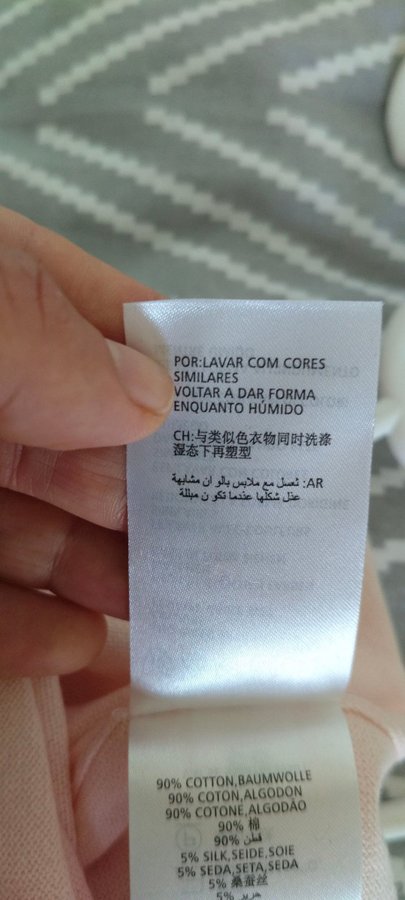 POR:LAVAR COM CORES
SIMILARES
VOLTAR A DAR FORMA
ENQUANTO HÚMIDO
CH:与类似色衣物同时洗涤
湿态下再塑型
AR: تغسل مع ملابس بالوان مشابهة
عدل شكلها عندما تكون مبللة
90% COTTON,BAUMWOLLE
90% COTON,ALGODON
90% COTONE,ALGODÃO
90% 棉
90% قطن
5% SILK,SEIDE,SOIE
5% SEDA,SETA,SEDA
5% 桑蚕丝
5% حرير